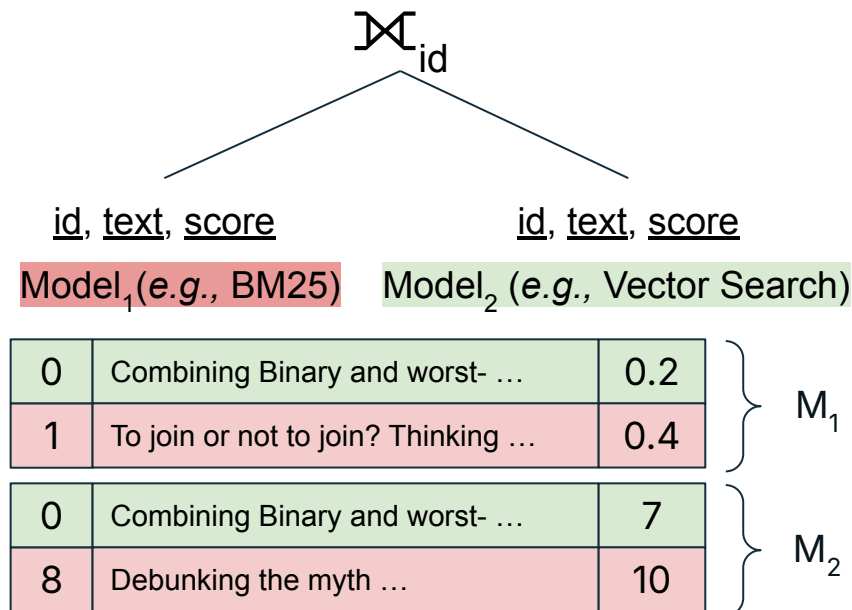 ⟗id
id, text, score id, text, score
Model1(e.g., BM25) Model2 (e.g., Vector Search)
0 Combining Binary and worst- … 0.2
1 To join or not to join? Thinking … 0.4
M1
0 Combining Binary and worst- … 7
8 Debunking the myth … 10
M2